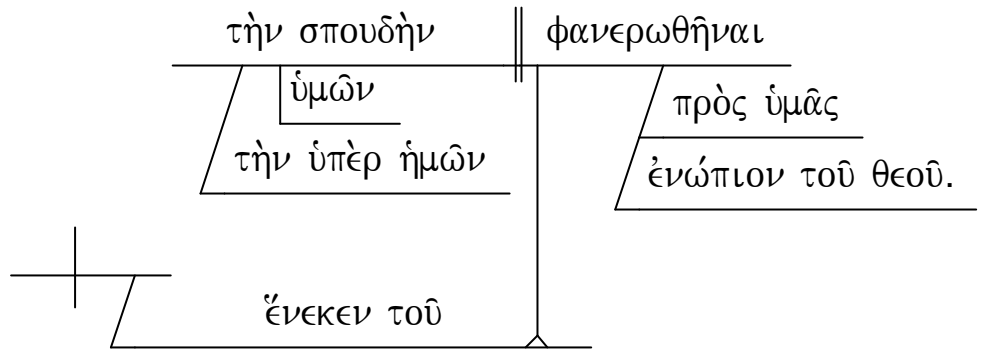 τὴν σπουδὴν φανερωθῆναι
ὑμῶν
πρὸς ὑμᾶς
τὴν ὑπὲρ ἡμῶν
ἐνώπιον τοῦ θεοῦ.
ἕνεκεν τοῦ